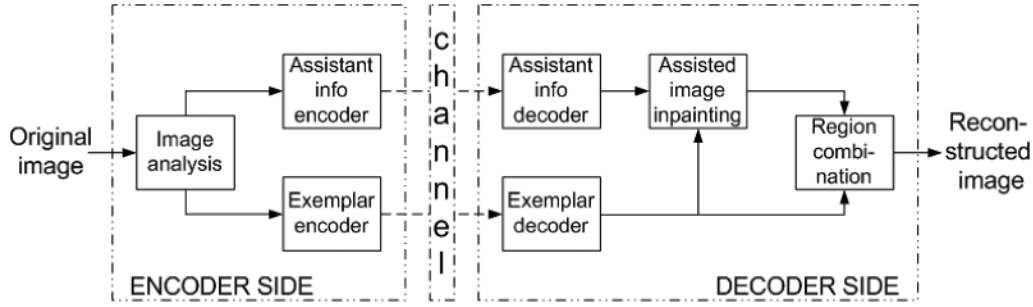 Original
image
Image
analysis
Assistant
info
encoder
Exemplar
encoder
ENCODER SIDE
channel
Assistant
info
decoder
Exemplar
decoder
Assisted
image
inpainting
Region
combi-
nation
DECODER SIDE
Recon-
structed
image